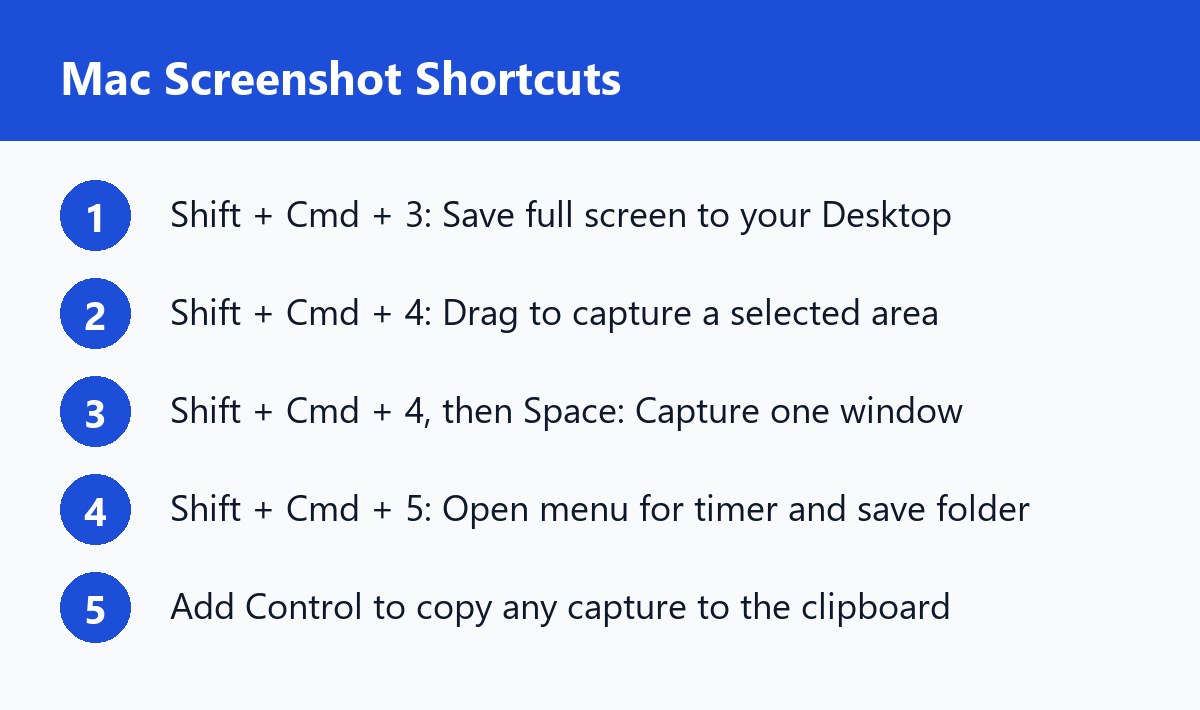 Mac Screenshot Shortcuts
1 Shift + Cmd + 3: Save full screen to your Desktop
2 Shift + Cmd + 4: Drag to capture a selected area
3 Shift + Cmd + 4, then Space: Capture one window
4 Shift + Cmd + 5: Open menu for timer and save folder
5 Add Control to copy any capture to the clipboard